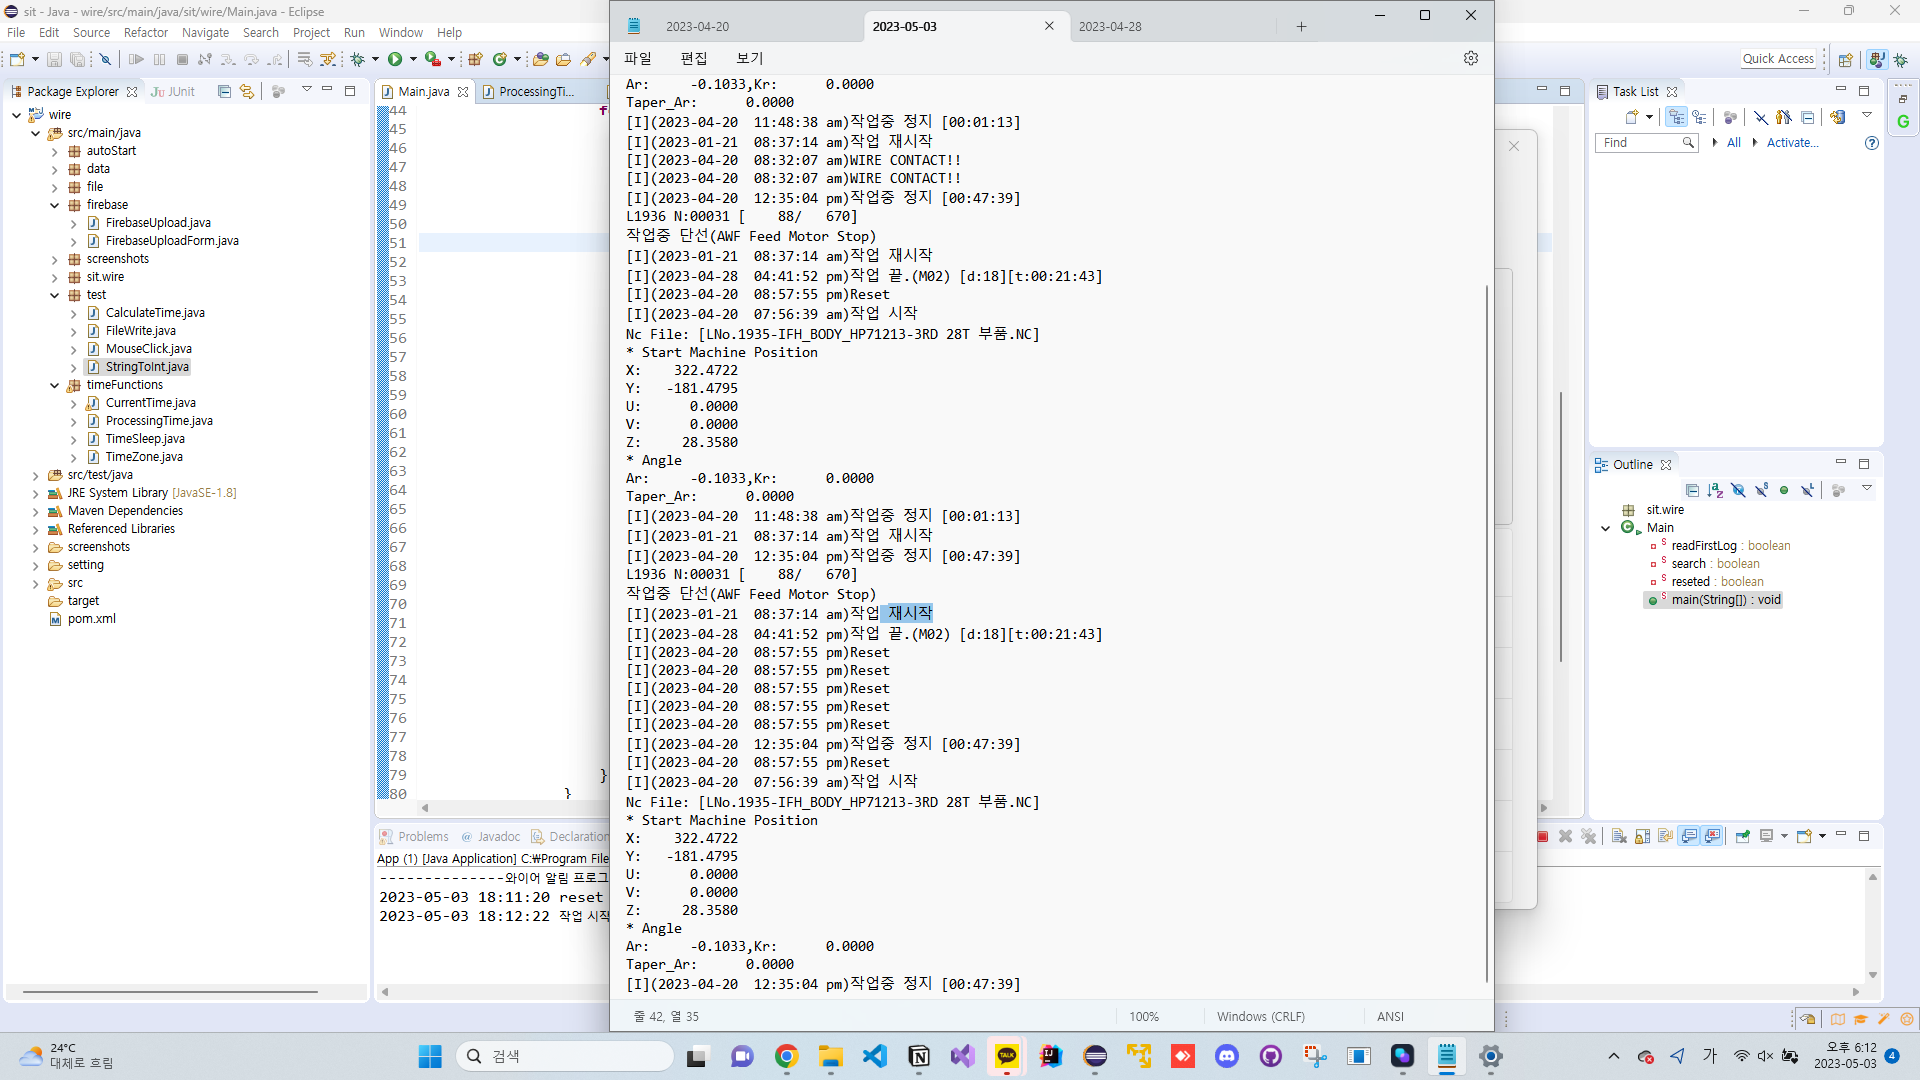 sit - Java - wire/src/main/java/sit/wire/Main.java - Eclipse
File Edit Source Refactor Navigate Search Project Run Window Help
Quick Access
Package Explorer
JUnit
wire
src/main/java
autoStart
data
file
firebase
FirebaseUpload.java
FirebaseUploadForm.java
screenshots
sit.wire
test
CalculateTime.java
FileWrite.java
MouseClick.java
StringToInt.java
timeFunctions
CurrentTime.java
ProcessingTime.java
TimeSleep.java
TimeZone.java
src/test/java
JRE System Library [JavaSE-1.8]
Maven Dependencies
Referenced Libraries
screenshots
setting
src
target
pom.xml
Main.java
ProcessingTi...
44
45
46
47
48
49
50
51
52
53
54
55
56
57
58
59
60
61
62
63
64
65
66
67
68
69
70
71
72
73
74
75
76
77
78
79 }
80 }
Problems @ Javadoc Declaration
App (1) [Java Application] C:₩Program File
--------------와이어 알림 프로그
2023-05-03 18:11:20 reset
2023-05-03 18:12:22 작업 시작
2023-04-20
2023-05-03
2023-04-28
파일 편집 보기
Ar:     -0.1033,Kr:      0.0000
Taper_Ar:      0.0000
[I](2023-04-20  11:48:38 am)작업중 정지 [00:01:13]
[I](2023-01-21  08:37:14 am)작업 재시작
[I](2023-04-20  08:32:07 am)WIRE CONTACT!!
[I](2023-04-20  08:32:07 am)WIRE CONTACT!!
[I](2023-04-20  12:35:04 pm)작업중 정지 [00:47:39]
L1936 N:00031 [    88/   670]
작업중 단선(AWF Feed Motor Stop)
[I](2023-01-21  08:37:14 am)작업 재시작
[I](2023-04-28  04:41:52 pm)작업 끝.(M02) [d:18][t:00:21:43]
[I](2023-04-20  08:57:55 pm)Reset
[I](2023-04-20  07:56:39 am)작업 시작
Nc File: [LNo.1935-IFH_BODY_HP71213-3RD 28T 부품.NC]
* Start Machine Position
X:    322.4722
Y:   -181.4795
U:      0.0000
V:      0.0000
Z:     28.3580
* Angle
Ar:     -0.1033,Kr:      0.0000
Taper_Ar:      0.0000
[I](2023-04-20  11:48:38 am)작업중 정지 [00:01:13]
[I](2023-01-21  08:37:14 am)작업 재시작
[I](2023-04-20  12:35:04 pm)작업중 정지 [00:47:39]
L1936 N:00031 [    88/   670]
작업중 단선(AWF Feed Motor Stop)
[I](2023-01-21  08:37:14 am)작업 재시작
[I](2023-04-28  04:41:52 pm)작업 끝.(M02) [d:18][t:00:21:43]
[I](2023-04-20  08:57:55 pm)Reset
[I](2023-04-20  08:57:55 pm)Reset
[I](2023-04-20  08:57:55 pm)Reset
[I](2023-04-20  08:57:55 pm)Reset
[I](2023-04-20  08:57:55 pm)Reset
[I](2023-04-20  12:35:04 pm)작업중 정지 [00:47:39]
[I](2023-04-20  08:57:55 pm)Reset
[I](2023-04-20  07:56:39 am)작업 시작
Nc File: [LNo.1935-IFH_BODY_HP71213-3RD 28T 부품.NC]
* Start Machine Position
X:    322.4722
Y:   -181.4795
U:      0.0000
V:      0.0000
Z:     28.3580
* Angle
Ar:     -0.1033,Kr:      0.0000
Taper_Ar:      0.0000
[I](2023-04-20  12:35:04 pm)작업중 정지 [00:47:39]
줄 42, 열 35
100%
Windows (CRLF)
ANSI
Task List
Find
All
Activate...
Outline
sit.wire
Main
readFirstLog : boolean
search : boolean
reseted : boolean
main(String[]) : void
24°C
대체로 흐림
검색
TALK
가
오후 6:12
2023-05-03
4